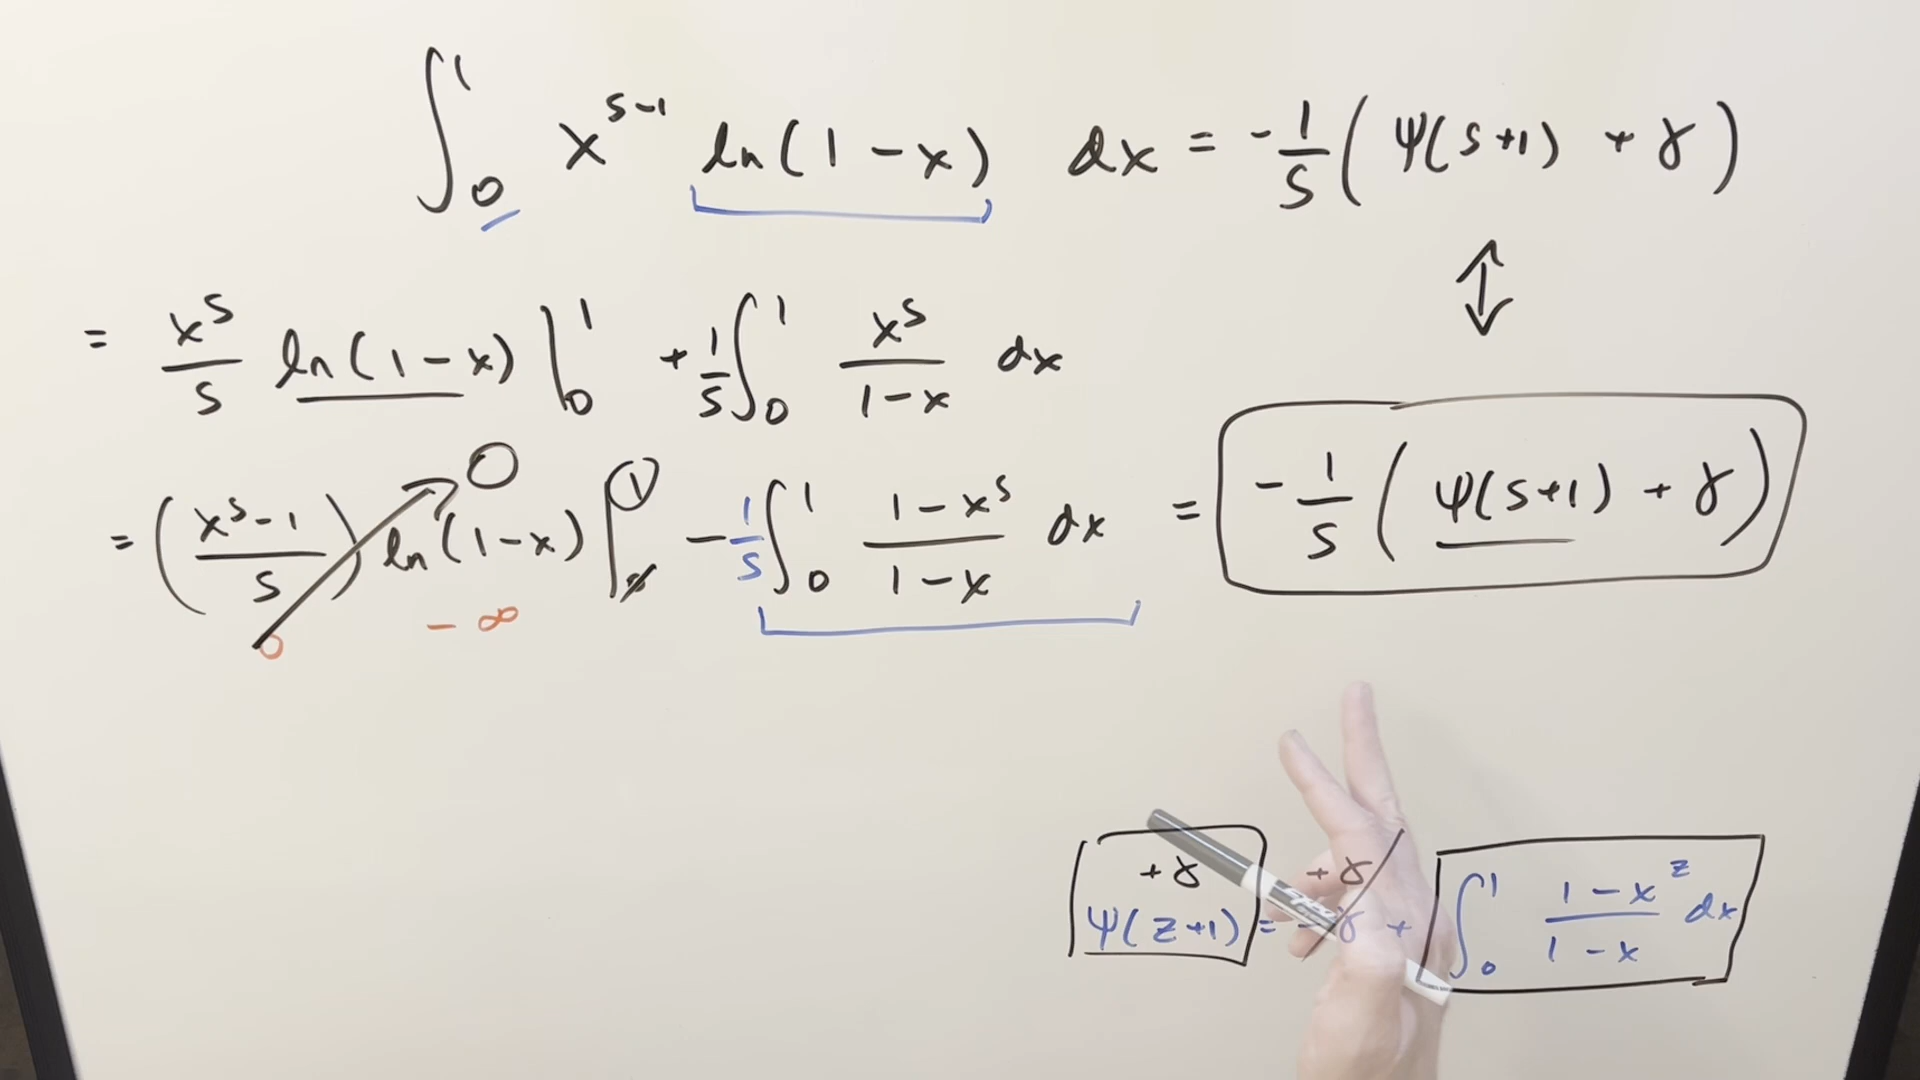 ∫₀¹ x^(s-1) ln(1-x) dx = -1/s ( ψ(s+1) + γ )
↕
= x^s/s ln(1-x) |₀¹ + 1/s ∫₀¹ x^s/(1-x) dx
= ( (x^s-1)/s ) ln(1-x) |₀¹ - 1/s ∫₀¹ (1-x^s)/(1-x) dx = -1/s ( ψ(s+1) + γ )
0
0 -∞
+γ +γ
ψ(z+1) = -γ + ∫₀¹ (1-x^z)/(1-x) dx